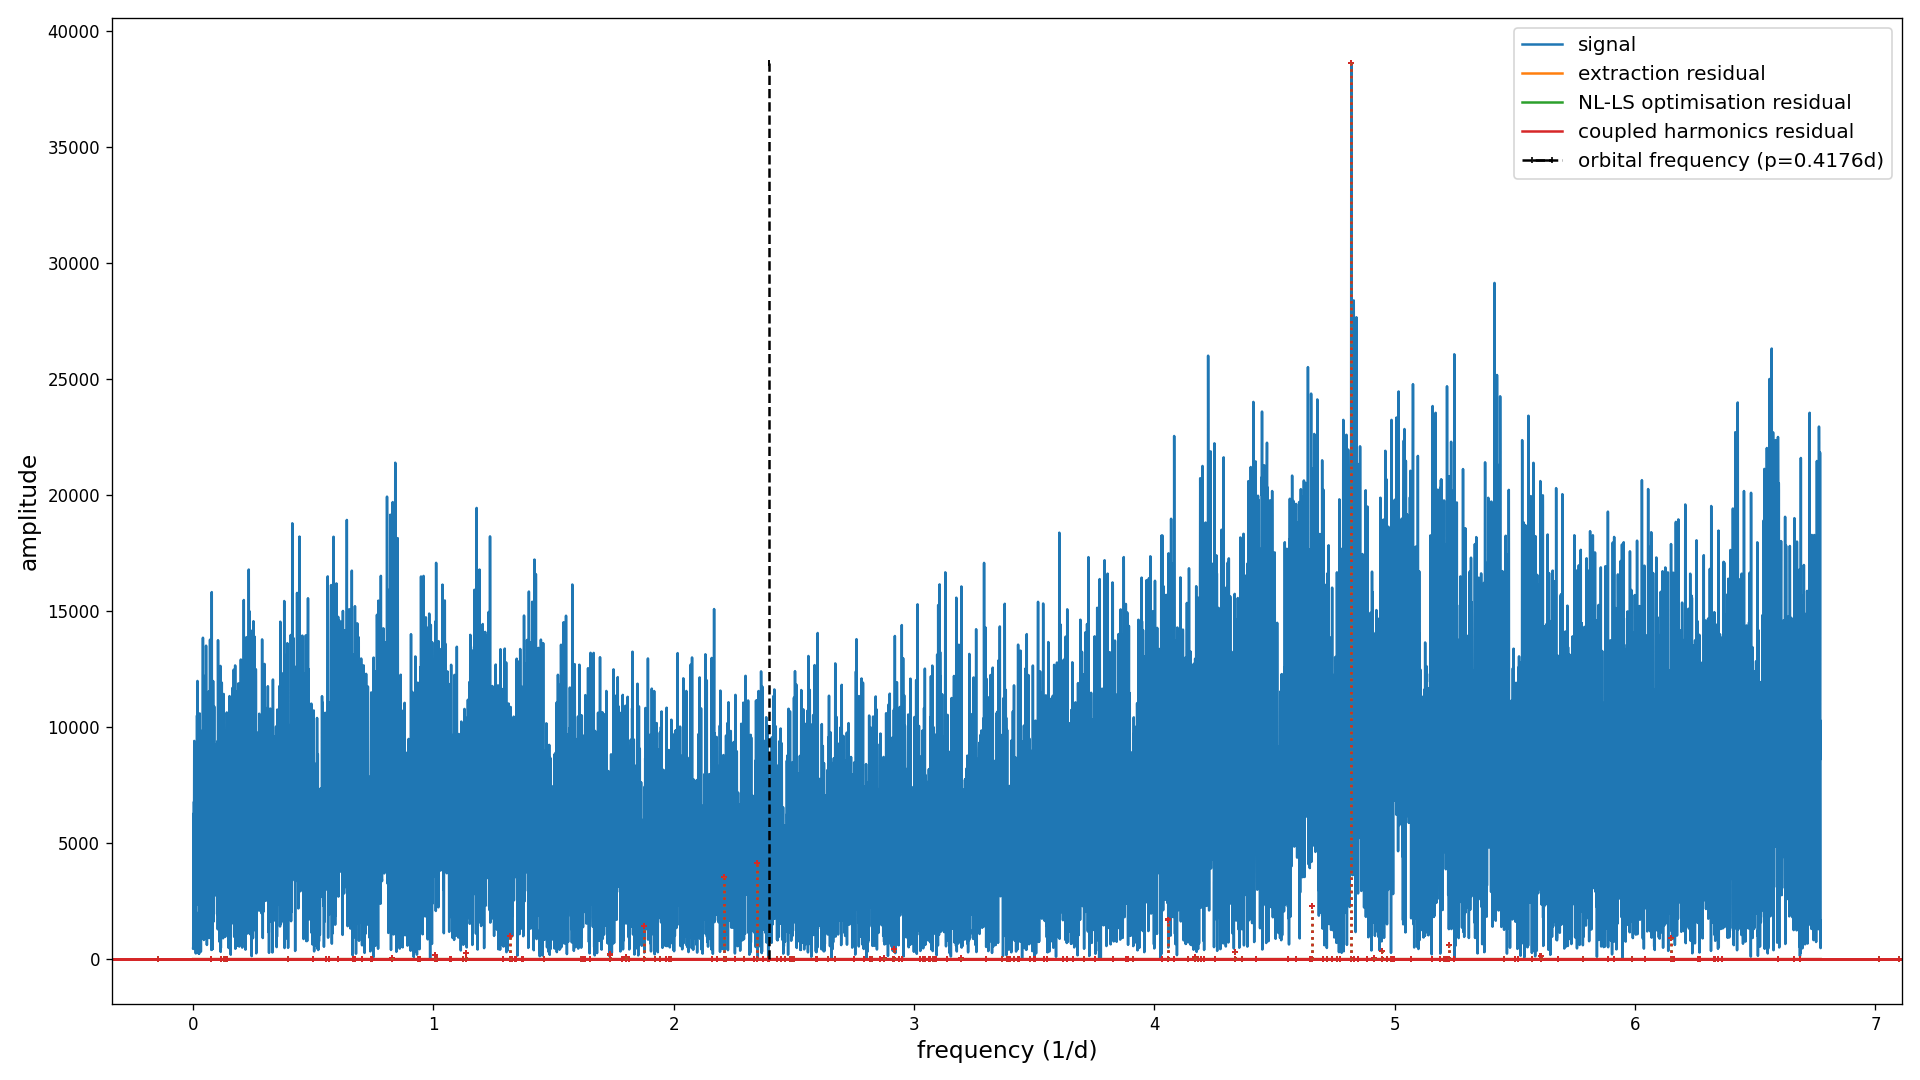 40000
35000
30000
25000
20000
15000
10000
5000
0
amplitude
signal
extraction residual
NL-LS optimisation residual
coupled harmonics residual
orbital frequency (p=0.4176d)
0 1 2 3 4 5 6 7
frequency (1/d)